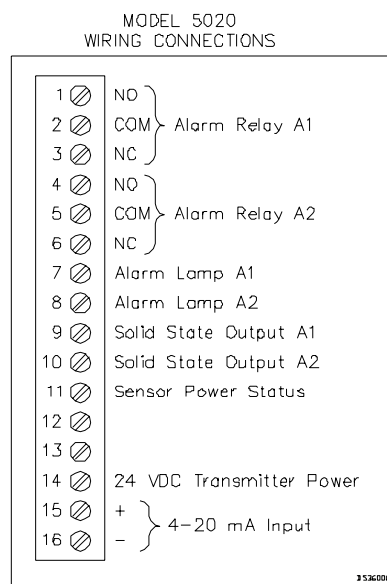 MODEL 5020
WIRING CONNECTIONS
1 NO
2 COM Alarm Relay A1
3 NC
4 NO
5 COM Alarm Relay A2
6 NC
7 Alarm Lamp A1
8 Alarm Lamp A2
9 Solid State Output A1
10 Solid State Output A2
11 Sensor Power Status
12
13
14 24 VDC Transmitter Power
15 +
4-20 mA Input
16 -